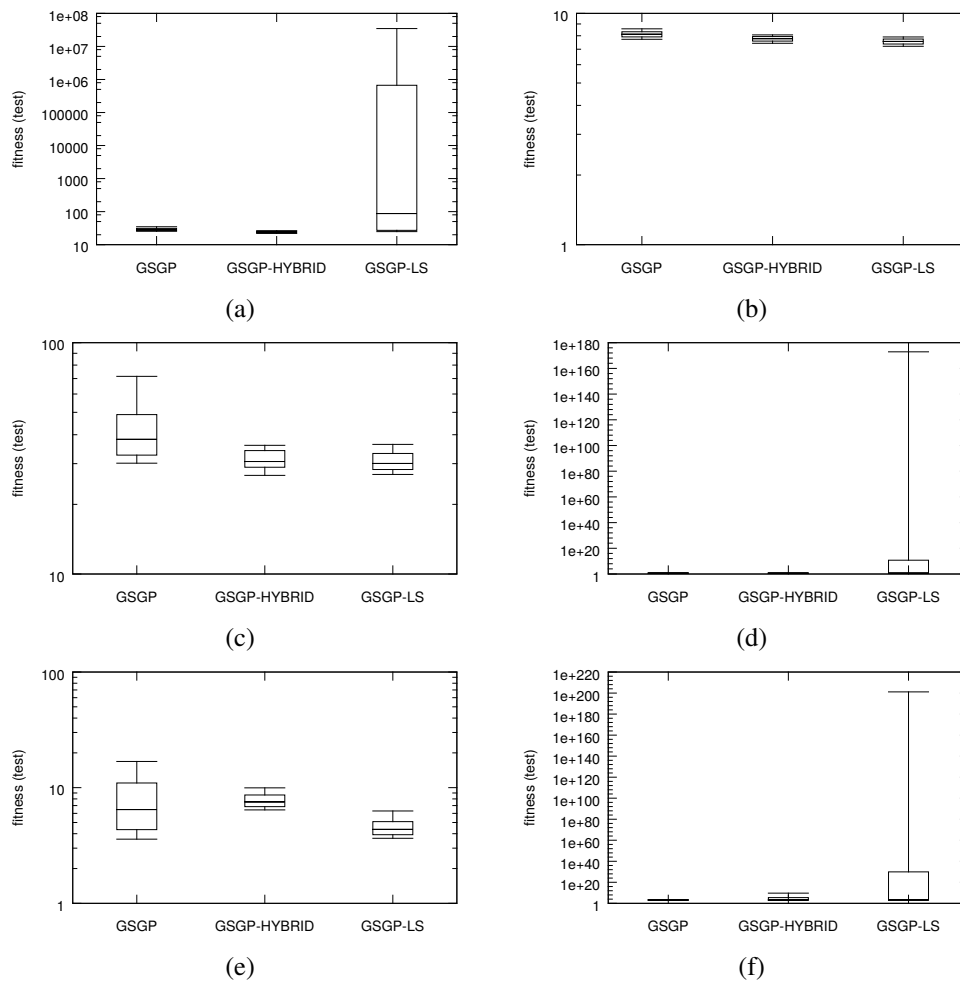 1e+08
1e+07
1e+06
100000
10000
1000
100
10
fitness (test)
GSGP GSGP-HYBRID GSGP-LS
(a)
10
1
fitness (test)
GSGP GSGP-HYBRID GSGP-LS
(b)
100
10
fitness (test)
GSGP GSGP-HYBRID GSGP-LS
(c)
1e+180
1e+160
1e+140
1e+120
1e+100
1e+80
1e+60
1e+40
1e+20
1
fitness (test)
GSGP GSGP-HYBRID GSGP-LS
(d)
100
10
1
fitness (test)
GSGP GSGP-HYBRID GSGP-LS
(e)
1e+220
1e+200
1e+180
1e+160
1e+140
1e+120
1e+100
1e+80
1e+60
1e+40
1e+20
1
fitness (test)
GSGP GSGP-HYBRID GSGP-LS
(f)